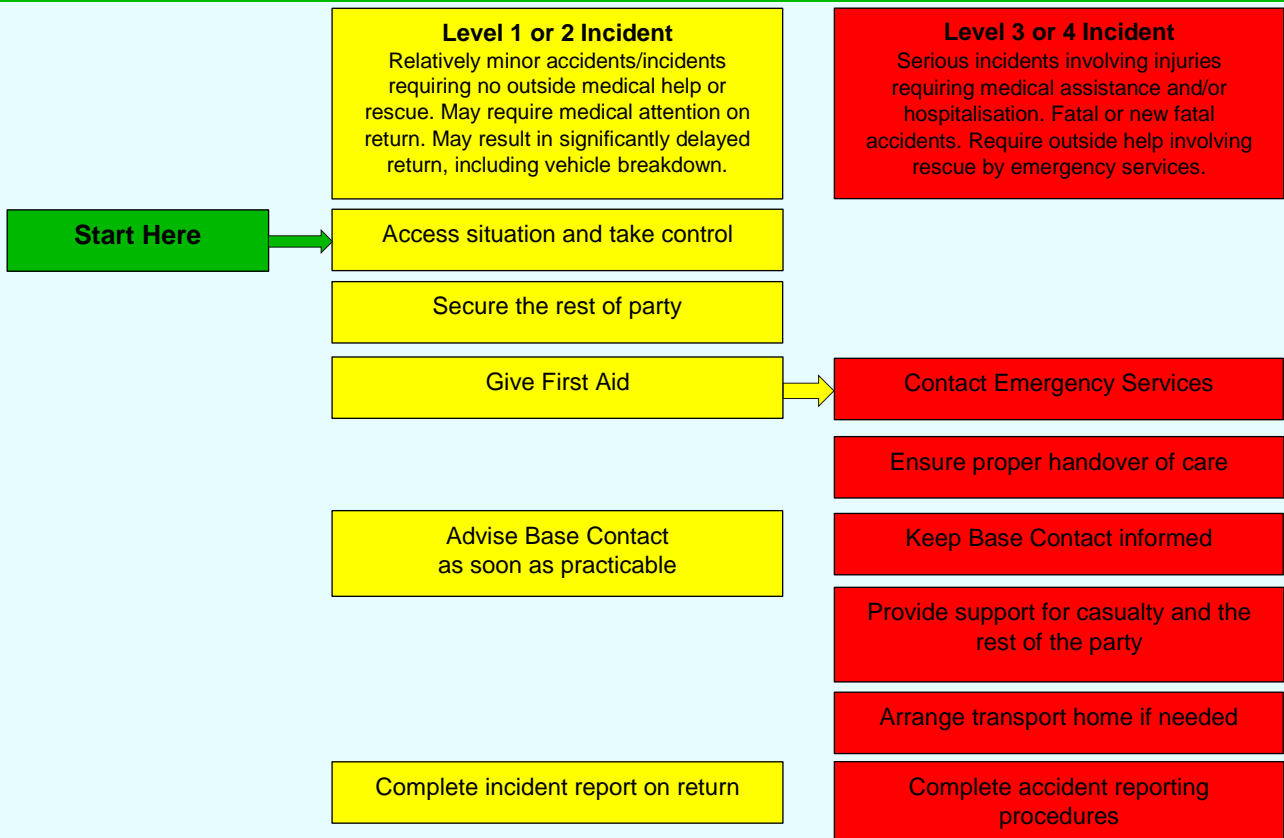 Level 1 or 2 Incident
Relatively minor accidents/incidents
requiring no outside medical help or
rescue. May require medical attention on
return. May result in significantly delayed
return, including vehicle breakdown.
Level 3 or 4 Incident
Serious incidents involving injuries
requiring medical assistance and/or
hospitalisation. Fatal or new fatal
accidents. Require outside help involving
rescue by emergency services.
Start Here
Access situation and take control
Secure the rest of party
Give First Aid
Contact Emergency Services
Ensure proper handover of care
Advise Base Contact
as soon as practicable
Keep Base Contact informed
Provide support for casualty and the
rest of the party
Arrange transport home if needed
Complete incident report on return
Complete accident reporting
procedures